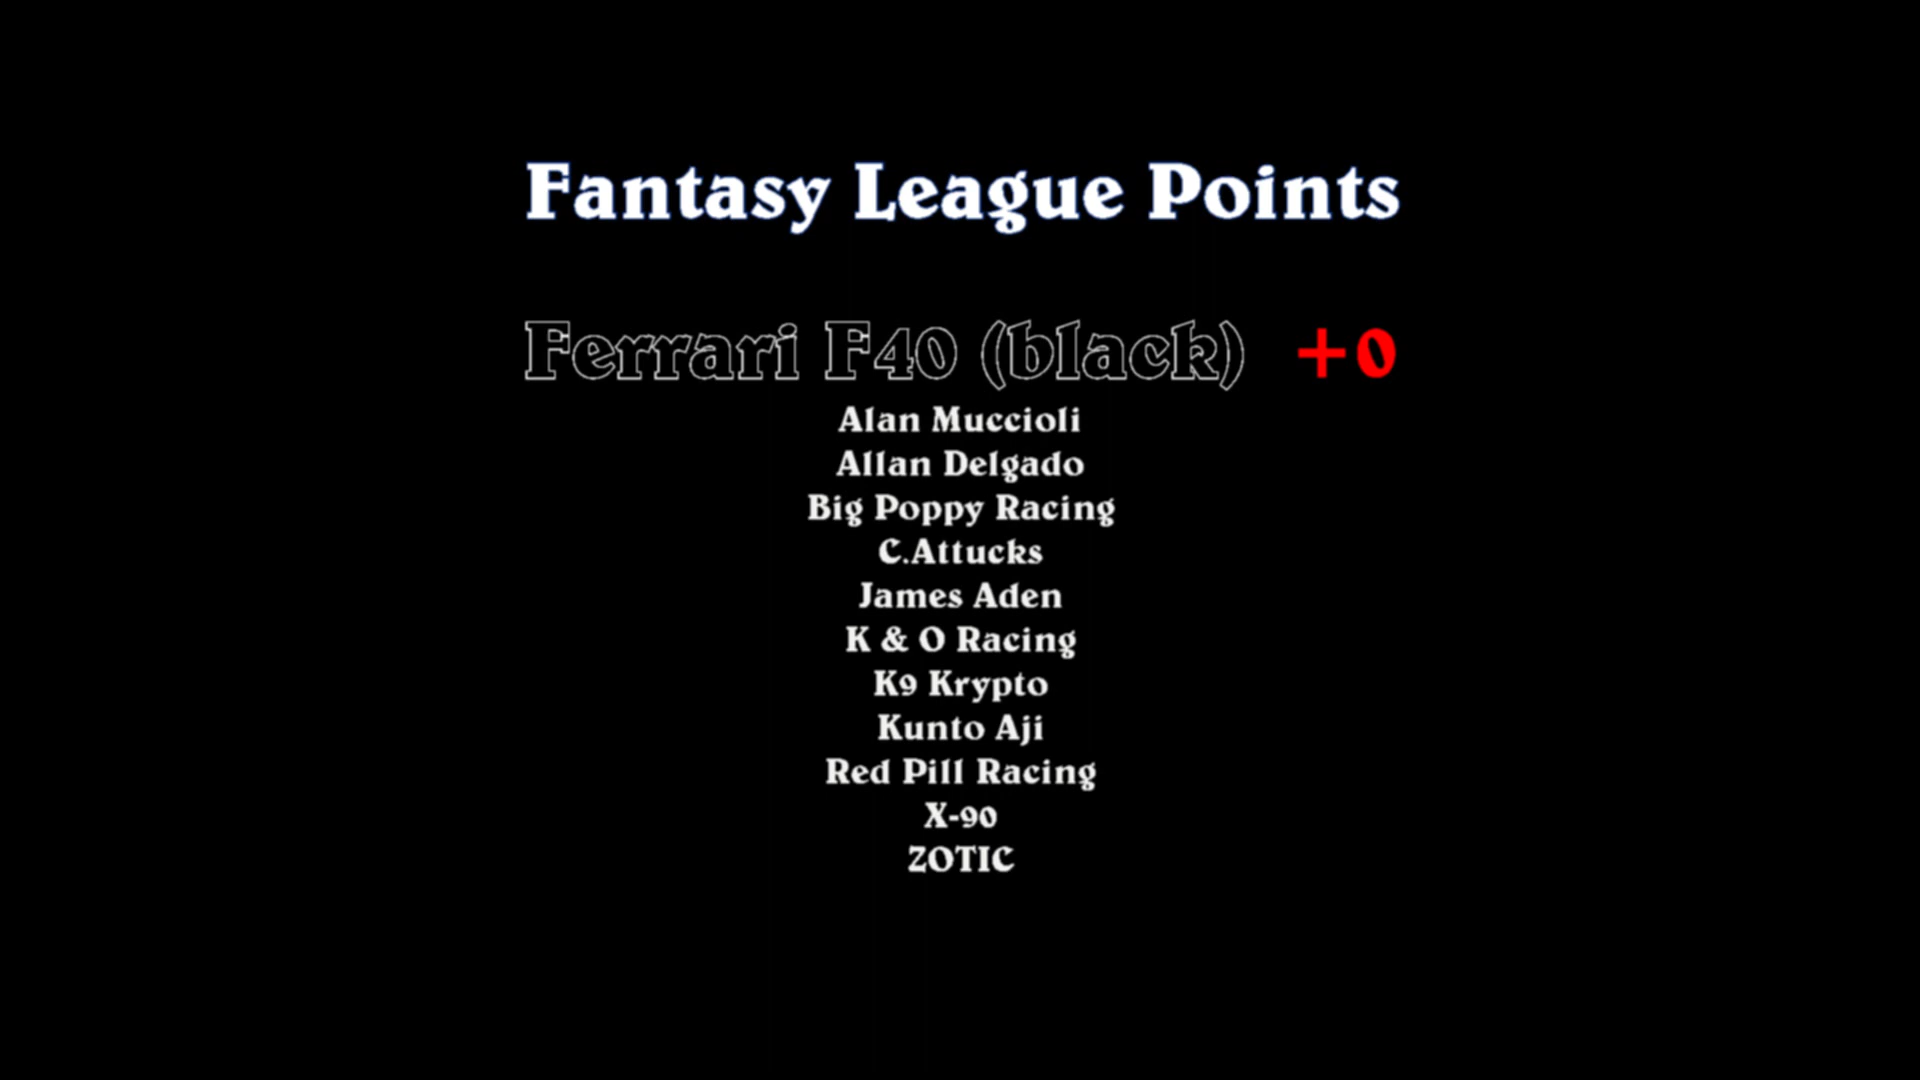 Fantasy League Points
Ferrari F40 (black) +0
Alan Muccioli
Allan Delgado
Big Poppy Racing
C.Attucks
James Aden
K & O Racing
K9 Krypto
Kunto Aji
Red Pill Racing
X-90
ZOTIC